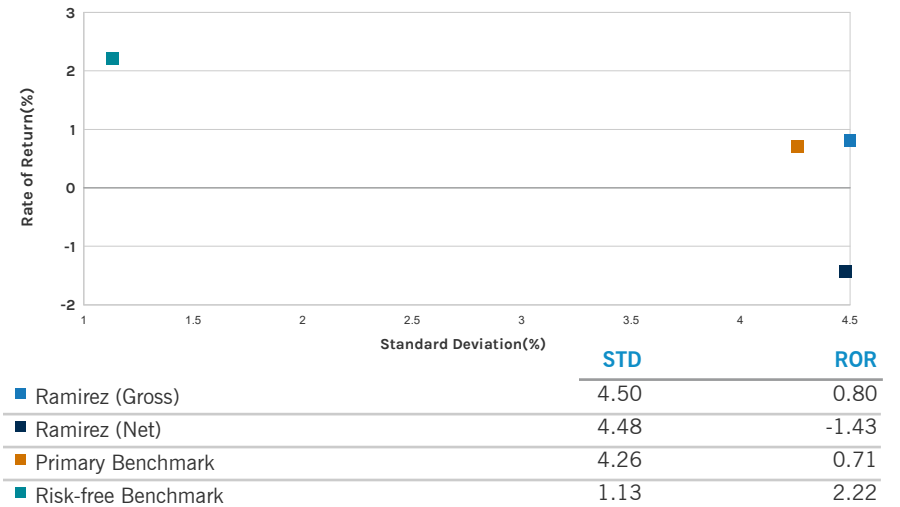 3
2
1
0
-1
-2
Rate of Return(%)
1 1.5 2 2.5 3 3.5 4 4.5
Standard Deviation(%)
STD ROR
Ramirez (Gross) 4.50 0.80
Ramirez (Net) 4.48 -1.43
Primary Benchmark 4.26 0.71
Risk-free Benchmark 1.13 2.22